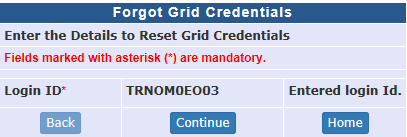 Forgot Grid Credentials
Enter the Details to Reset Grid Credentials
Fields marked with asterisk (*) are mandatory.
Login ID* TRNOM0EO03 Entered login Id.
Back Continue Home